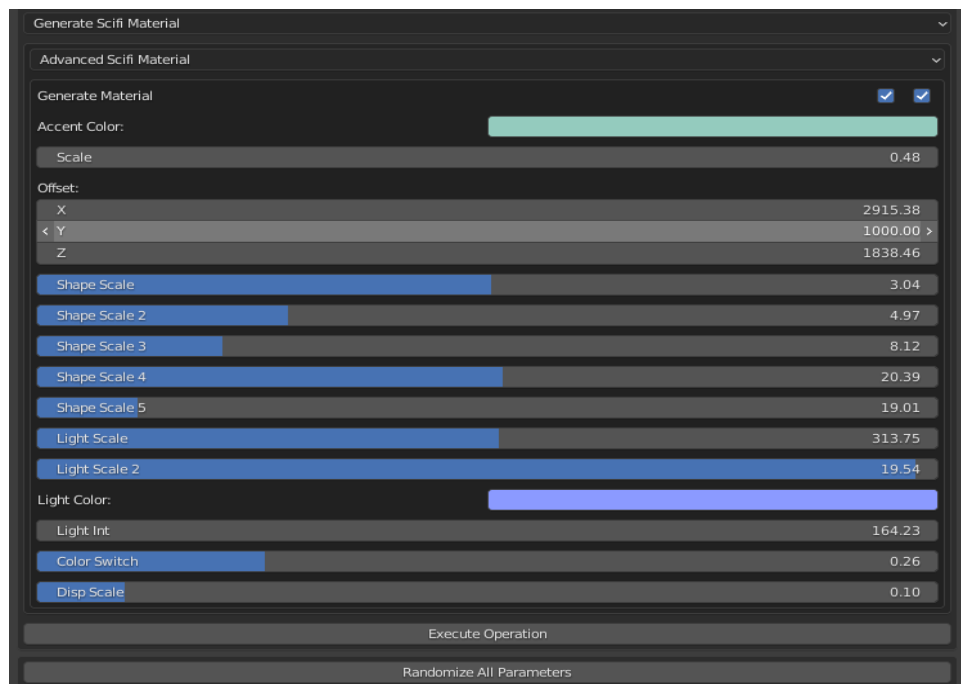 Generate Scifi Material
Advanced Scifi Material
Generate Material
Accent Color:
Scale 0.48
Offset:
X 2915.38
< Y 1000.00 >
Z 1838.46
Shape Scale 3.04
Shape Scale 2 4.97
Shape Scale 3 8.12
Shape Scale 4 20.39
Shape Scale 5 19.01
Light Scale 313.75
Light Scale 2 19.54
Light Color:
Light Int 164.23
Color Switch 0.26
Disp Scale 0.10
Execute Operation
Randomize All Parameters